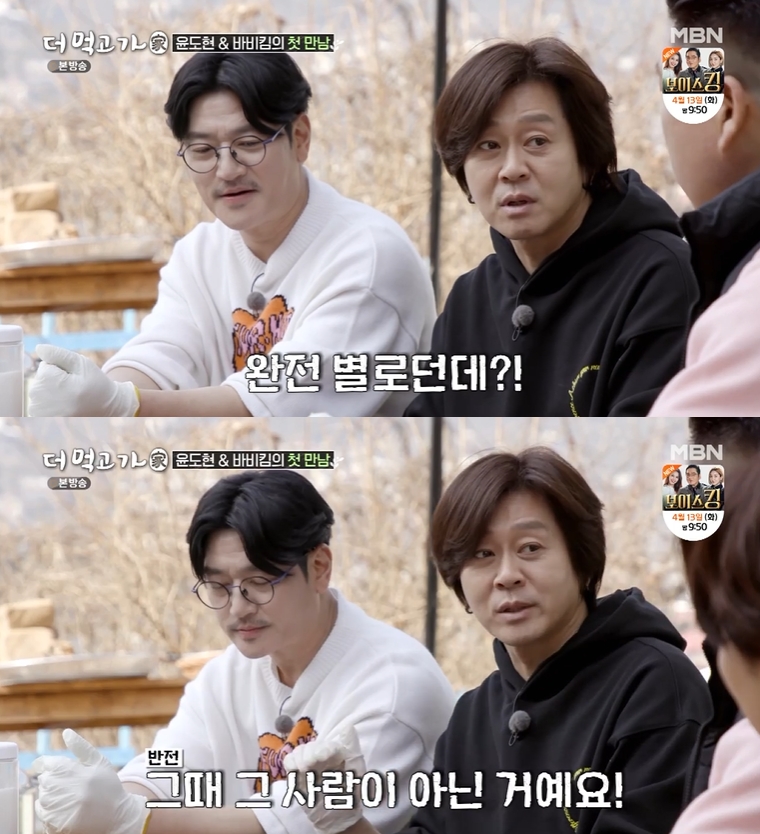 더 먹고 가 家 윤도현 & 바비킴의 첫 만남
본방송
MBN
보이스킹
4월 13일 (화)
밤 9:50
완전 별로던데?!
더 먹고 가 家 윤도현 & 바비킴의 첫 만남
본방송
MBN
보이스킹
4월 13일 (화)
밤 9:50
반전
그때 그 사람이 아닌 거예요!